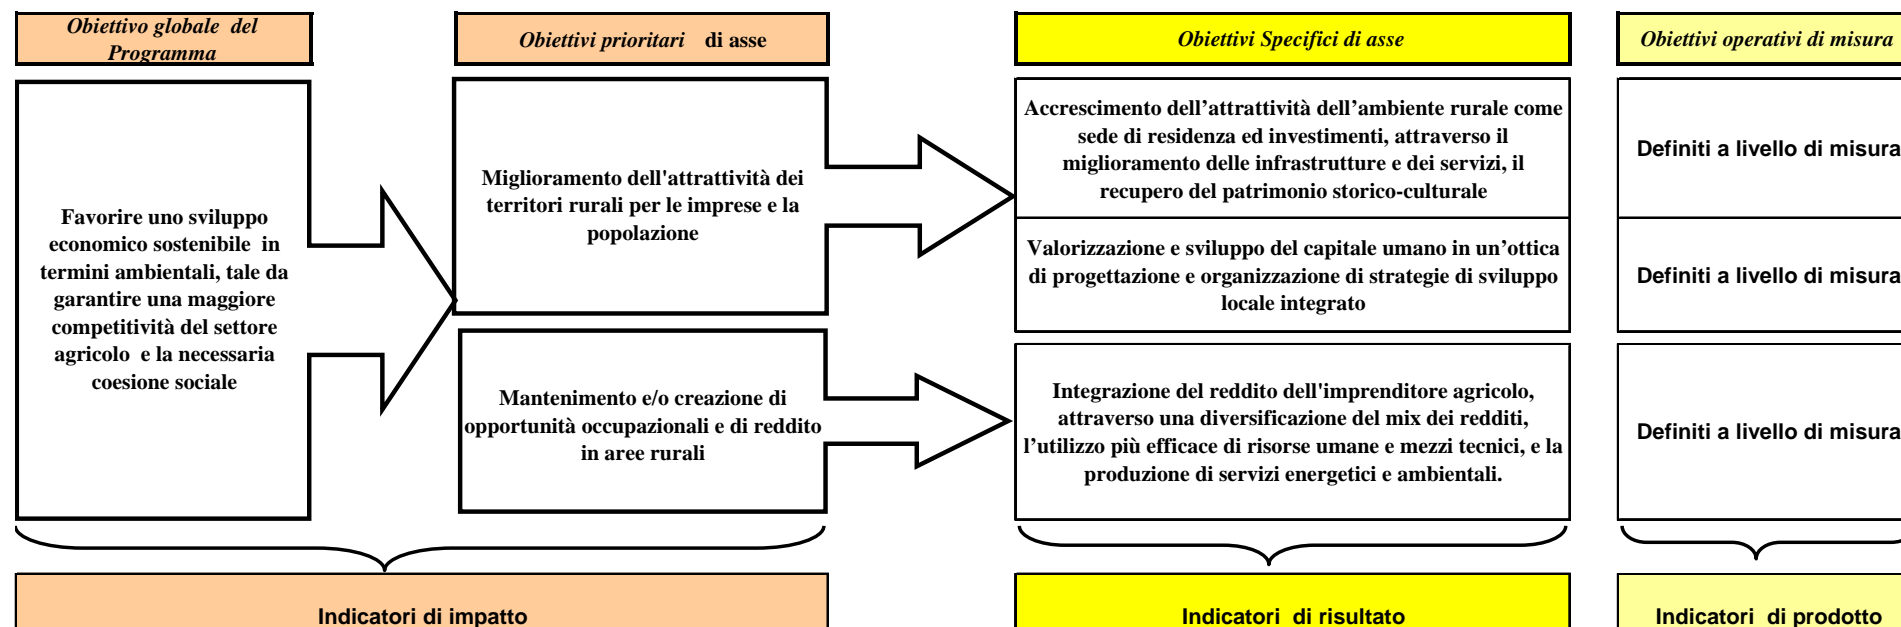 Obiettivo globale del
Programma
Obiettivi prioritari di asse
Obiettivi Specifici di asse
Obiettivi operativi di misura
Favorire uno sviluppo
economico sostenibile in
termini ambientali, tale da
garantire una maggiore
competitività del settore
agricolo e la necessaria
coesione sociale
Miglioramento dell'attrattività dei
territori rurali per le imprese e la
popolazione
Mantenimento e/o creazione di
opportunità occupazionali e di reddito
in aree rurali
Accrescimento dell’attrattività dell’ambiente rurale come
sede di residenza ed investimenti, attraverso il
miglioramento delle infrastrutture e dei servizi, il
recupero del patrimonio storico-culturale
Valorizzazione e sviluppo del capitale umano in un’ottica
di progettazione e organizzazione di strategie di sviluppo
locale integrato
Integrazione del reddito dell'imprenditore agricolo,
attraverso una diversificazione del mix dei redditi,
l’utilizzo più efficace di risorse umane e mezzi tecnici, e la
produzione di servizi energetici e ambientali.
Definiti a livello di misura
Definiti a livello di misura
Definiti a livello di misura
Indicatori di impatto
Indicatori di risultato
Indicatori di prodotto